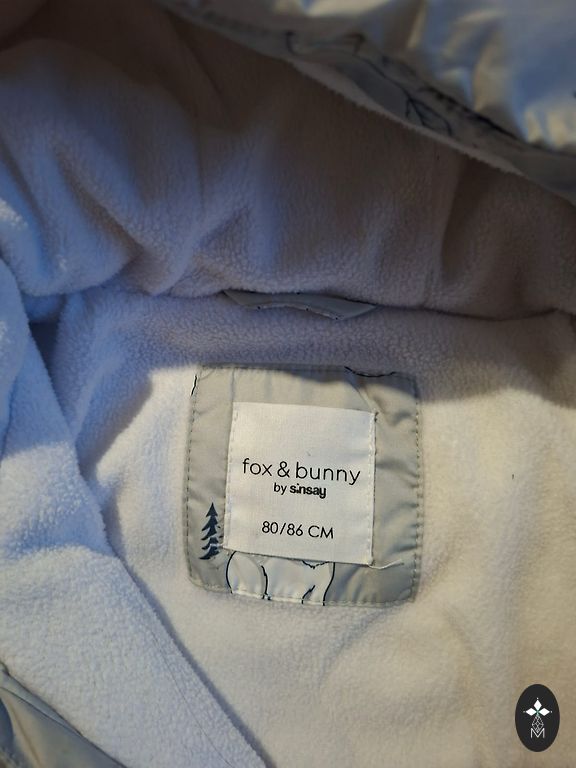 fox & bunny
by sinsay
80/86 CM
M